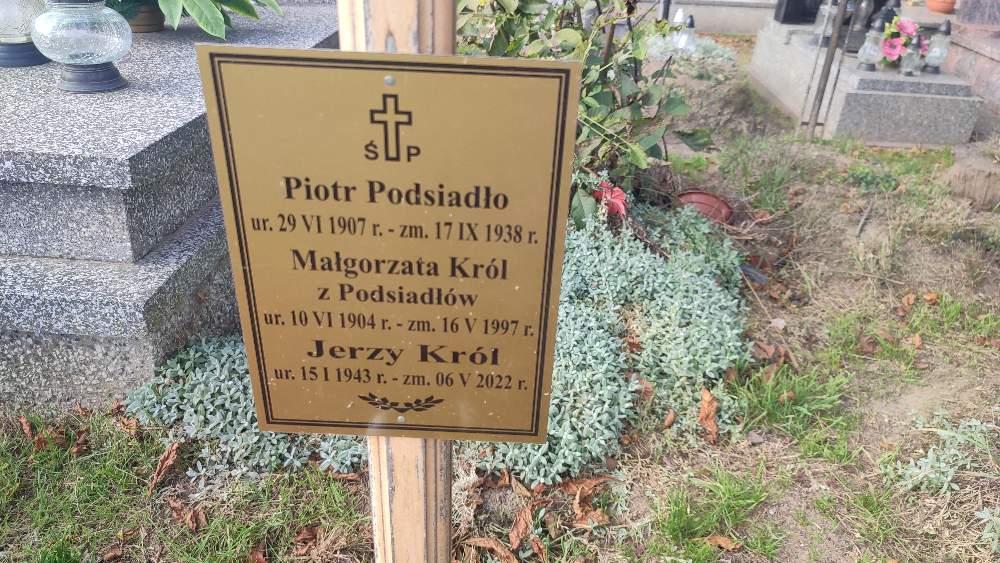 Ś P
Piotr Podsiadło
ur. 29 VI 1907 r. - zm. 17 IX 1938 r.
Małgorzata Król
z Podsiadłów
ur. 10 VI 1904 r. - zm. 16 V 1997 r.
Jerzy Król
ur. 15 I 1943 r. - zm. 06 V 2022 r.